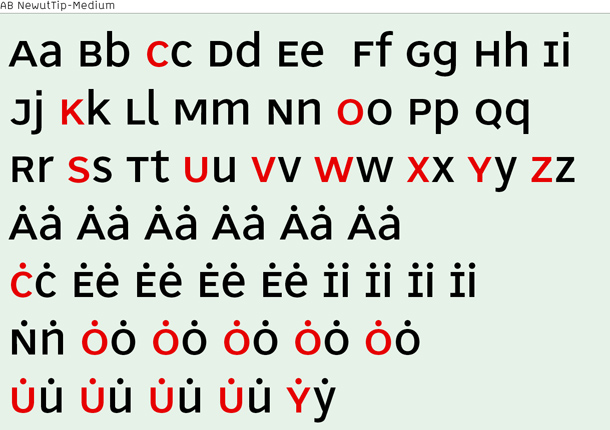 AB NewutTip-Medium
Aa Bb Cc Dd Ee Ff Gg Hh Ii
Jj Kk Ll Mm Nn Oo Pp Qq
Rr Ss Tt Uu Vv Ww Xx Yy Zz
Ȧȧ Ȧȧ Ȧȧ Ȧȧ Ȧȧ Ȧȧ
Ċċ Ėė Ėė Ėė Ėė İi İi İi İi
Ṅṅ Ȯȯ Ȯȯ Ȯȯ Ȯȯ Ȯȯ
U̇u̇ U̇u̇ U̇u̇ U̇u̇ Ẏẏ